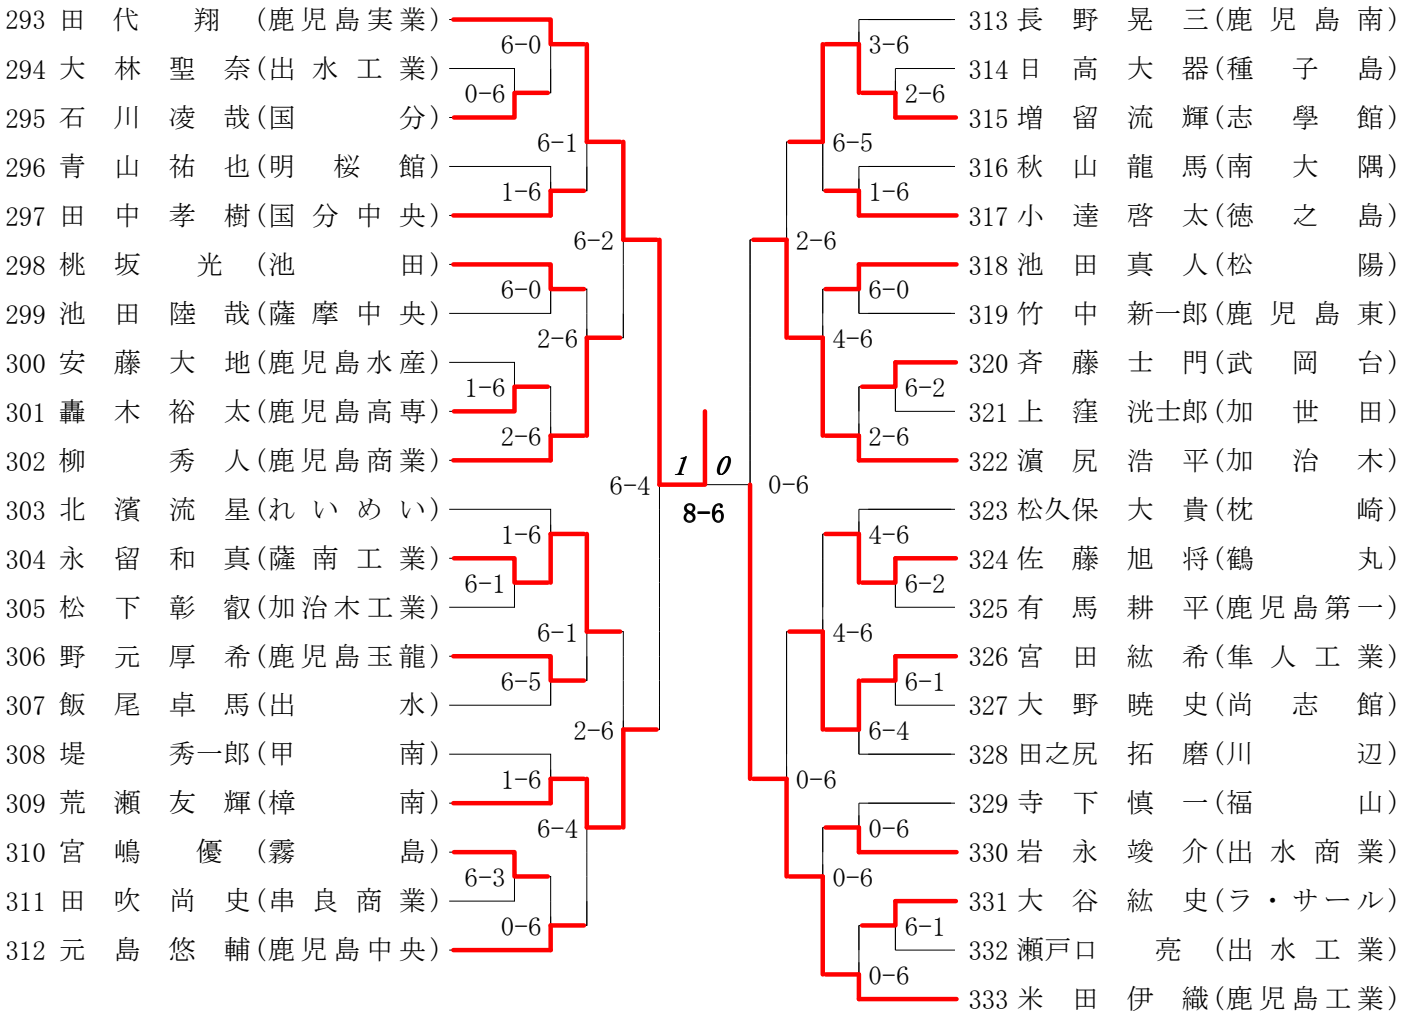 293 田代 翔 (鹿児島実業)
6-0
294 大林聖奈(出水工業)
0-6
295 石川凌哉(国分)
6-1
296 青山祐也(明桜館)
1-6
297 田中孝樹(国分中央)
6-2
298 桃坂 光 (池田)
6-0
299 池田陸哉(薩摩中央)
2-6
300 安藤大地(鹿児島水産)
1-6
301 轟木裕太(鹿児島高専)
2-6
302 柳 秀人(鹿児島商業)
6-4
303 北濱流星(れいめい)
1-6
304 永留和真(薩南工業)
6-1
305 松下彰叡(加治木工業)
6-1
306 野元厚希(鹿児島玉龍)
6-5
307 飯尾卓馬(出水)
2-6
308 堤 秀一郎(甲南)
1-6
309 荒瀬友輝(樟南)
6-4
310 宮嶋 優 (霧島)
6-3
311 田吹尚史(串良商業)
0-6
312 元島悠輔(鹿児島中央)
1 0
8-6
313 長野晃三(鹿児島南)
3-6
314 日高大器(種子島)
2-6
315 増留流輝(志學館)
6-5
316 秋山龍馬(南大隅)
1-6
317 小達啓太(徳之島)
2-6
318 池田真人(松陽)
6-0
319 竹中新一郎(鹿児島東)
4-6
320 斉藤士門(武岡台)
6-2
321 上窪洸士郎(加世田)
2-6
322 濵尻浩平(加治木)
0-6
323 松久保大貴(枕崎)
4-6
324 佐藤旭将(鶴丸)
6-2
325 有馬耕平(鹿児島第一)
4-6
326 宮田紘希(隼人工業)
6-1
327 大野暁史(尚志館)
6-4
328 田之尻拓磨(川辺)
0-6
329 寺下慎一(福山)
0-6
330 岩永竣介(出水商業)
0-6
331 大谷紘史(ラ・サール)
6-1
332 瀬戸口 亮 (出水工業)
0-6
333 米田伊織(鹿児島工業)